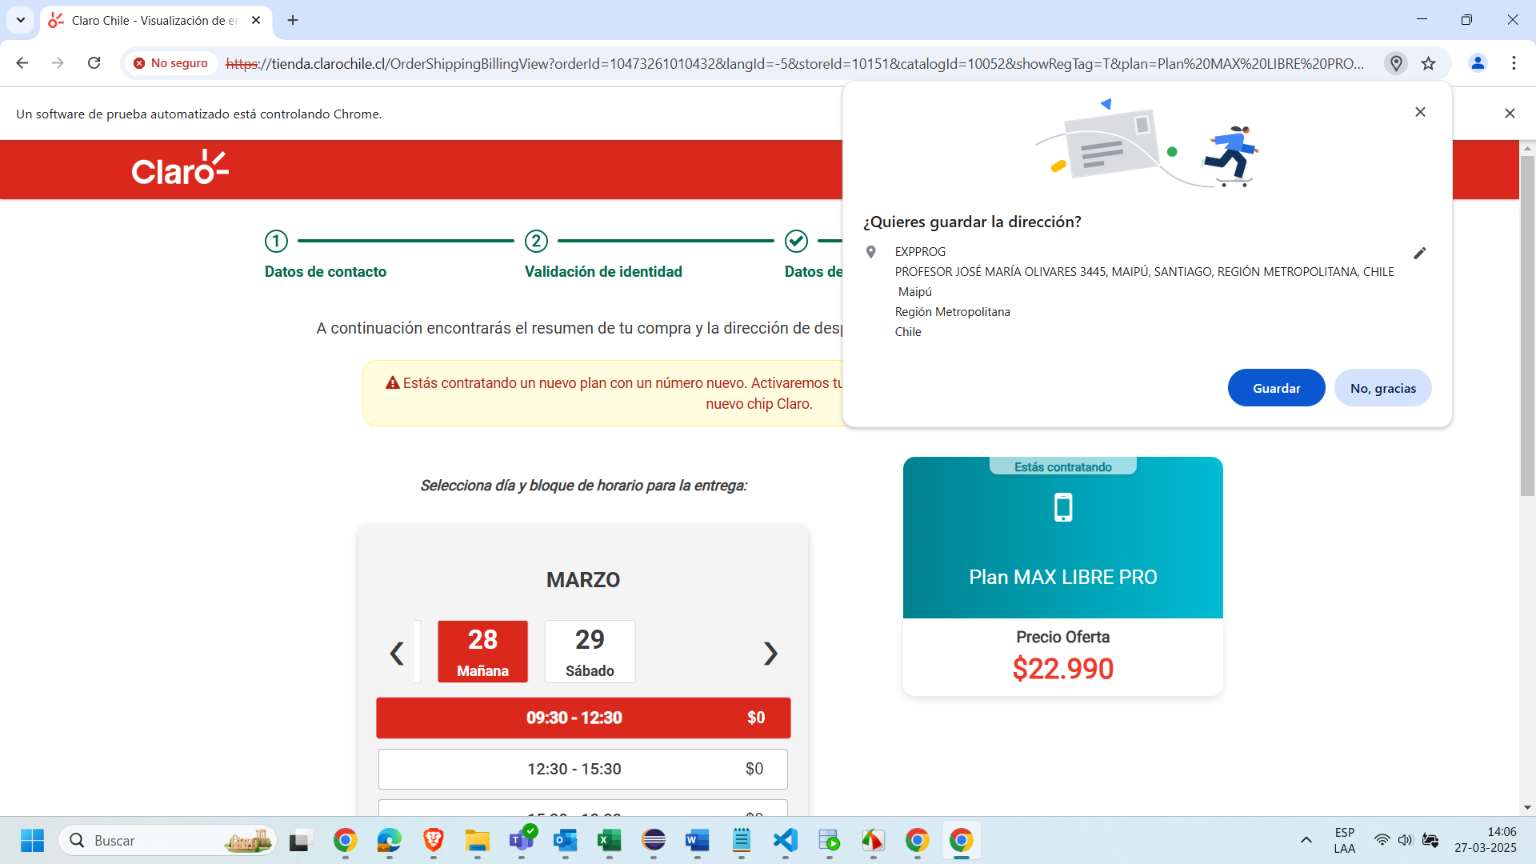 Claro Chile - Visualización de e
No seguro
https://tienda.clarochile.cl/OrderShippingBillingView?orderId=10473261010432&langId=-5&storeId=10151&catalogId=10052&showRegTag=T&plan=Plan%20MAX%20LIBRE%20PRO...
Un software de prueba automatizado está controlando Chrome.
Claro
¿Quieres guardar la dirección?
EXPPROG
PROFESOR JOSÉ MARÍA OLIVARES 3445, MAIPÚ, SANTIAGO, REGIÓN METROPOLITANA, CHILE
Maipú
Región Metropolitana
Chile
Guardar
No, gracias
1
2
Datos de contacto
Validación de identidad
Datos de
A continuación encontrarás el resumen de tu compra y la dirección de des
Estás contratando un nuevo plan con un número nuevo. Activaremos tu
nuevo chip Claro.
Selecciona día y bloque de horario para la entrega:
MARZO
28
Mañana
29
Sábado
09:30 - 12:30 $0
12:30 - 15:30 $0
Estás contratando
Plan MAX LIBRE PRO
Precio Oferta
$22.990
Buscar
ESP
LAA
14:06
27-03-2025